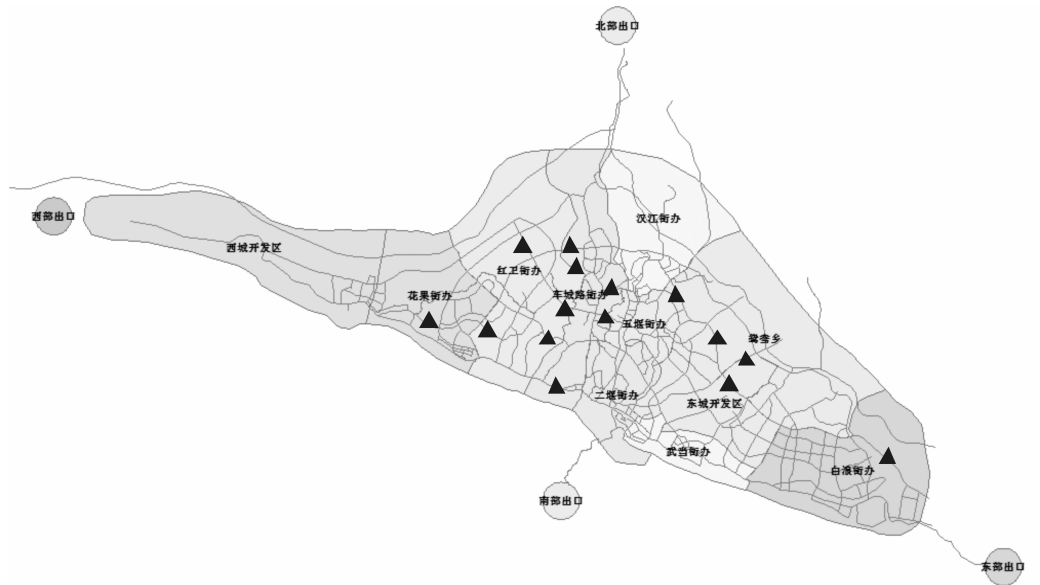 北部出口
西部出口
汉江街办
西城开发区
红卫街办
花果街办
车城路街办
五堰街办
鸳峦乡
二堰街办
东城开发区
武当街办
白浪街办
南部出口
东部出口